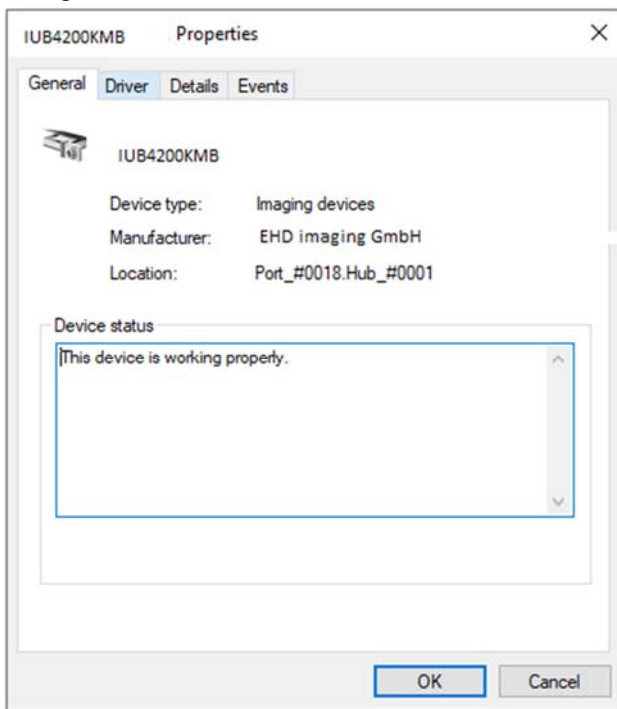 IUB4200KMB Properties
General Driver Details Events
IUB4200KMB
Device type: Imaging devices
Manufacturer: EHD imaging GmbH
Location: Port_#0018.Hub_#0001
Device status
This device is working properly.
OK Cancel